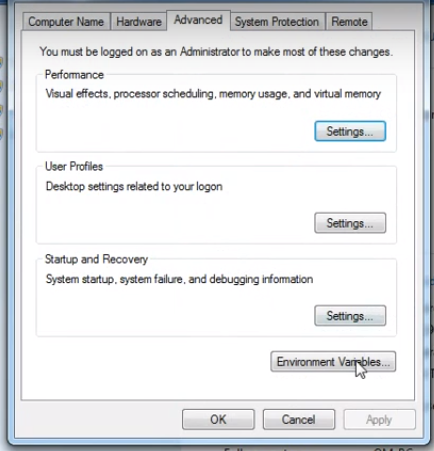 Computer Name Hardware Advanced System Protection Remote
You must be logged on as an Administrator to make most of these changes.
Performance
Visual effects, processor scheduling, memory usage, and virtual memory
Settings...
User Profiles
Desktop settings related to your logon
Settings...
Startup and Recovery
System startup, system failure, and debugging information
Settings...
Environment Variables...
OK Cancel Apply